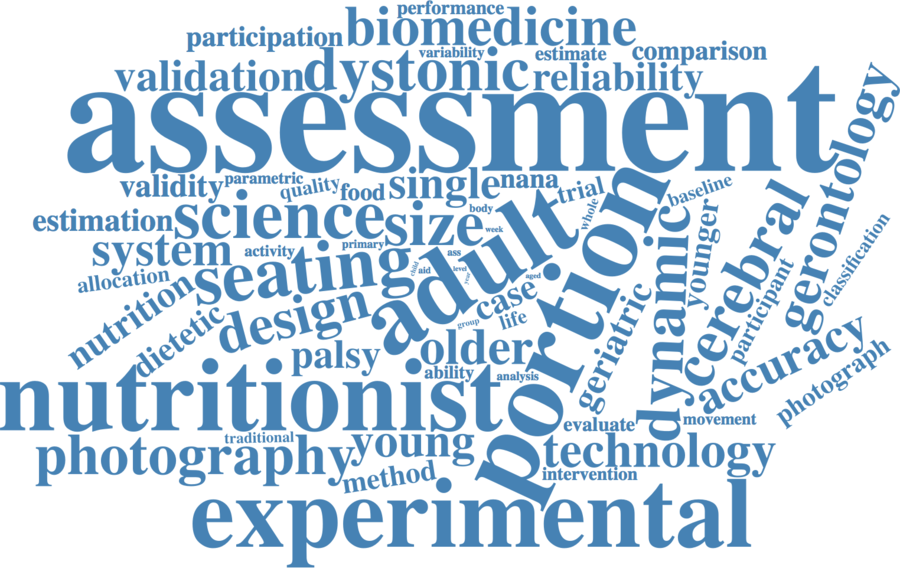 performance
biomedicine
participation
variability
estimate
comparison
validation
dystonic
reliability
assessment
gerontology
validity
parametric
quality
food
single
nana
trial
baseline
portion
whole
body
week
estimation
science
size
adult
dynamic
younger
cerebral
classification
system
activity
primary
ass
allocation
seating
child
aid
level
year
aged
nutrition
dietetic
design
case
group
life
geriatric
participant
palsy
older
accuracy
photograph
ability
analysis
nutritionist
evaluate
movement
traditional
photography
young
technology
method
intervention
experimental